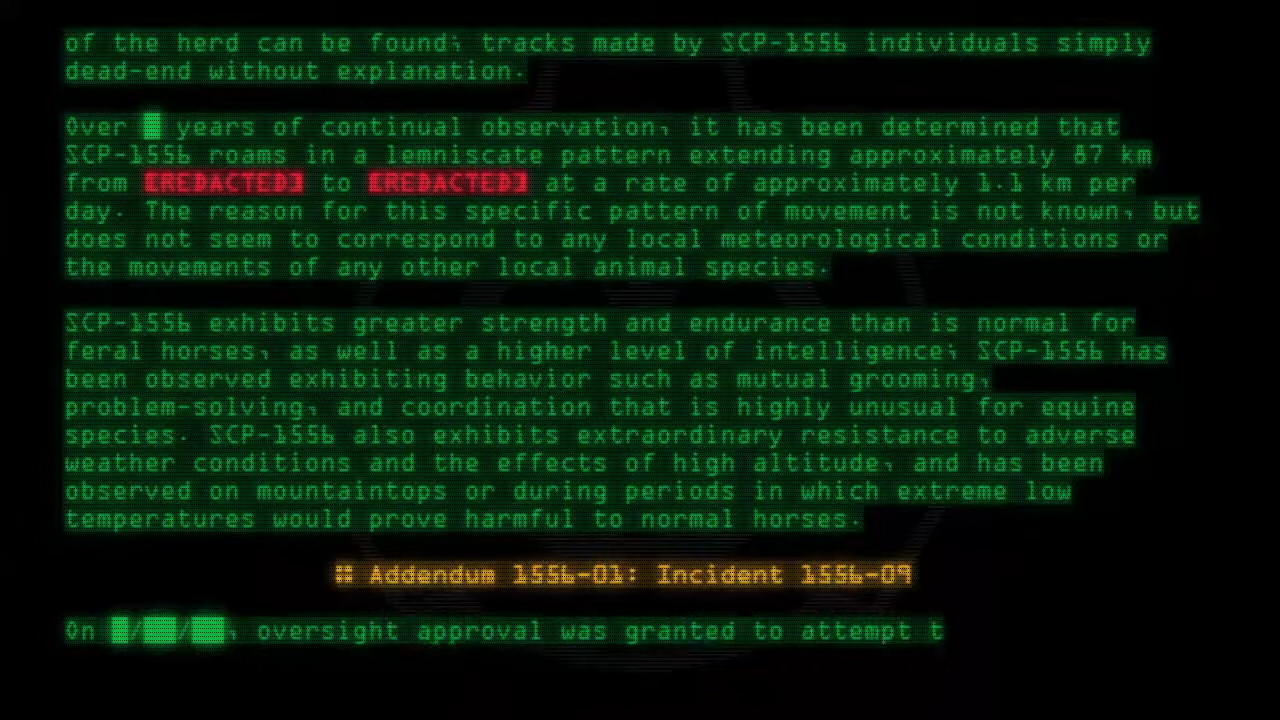 of the herd can be found; tracks made by SCP-1556 individuals simply
dead-end without explanation.
Over █ years of continual observation, it has been determined that
SCP-1556 roams in a lemniscate pattern extending approximately 87 km
from [REDACTED] to [REDACTED] at a rate of approximately 1.1 km per
day. The reason for this specific pattern of movement is not known, but
does not seem to correspond to any local meteorological conditions or
the movements of any other local animal species.
SCP-1556 exhibits greater strength and endurance than is normal for
feral horses, as well as a higher level of intelligence; SCP-1556 has
been observed exhibiting behavior such as mutual grooming,
problem-solving, and coordination that is highly unusual for equine
species. SCP-1556 also exhibits extraordinary resistance to adverse
weather conditions and the effects of high altitude, and has been
observed on mountaintops or during periods in which extreme low
temperatures would prove harmful to normal horses.
# Addendum 1556-01: Incident 1556-09
On █/██/██, oversight approval was granted to attempt t